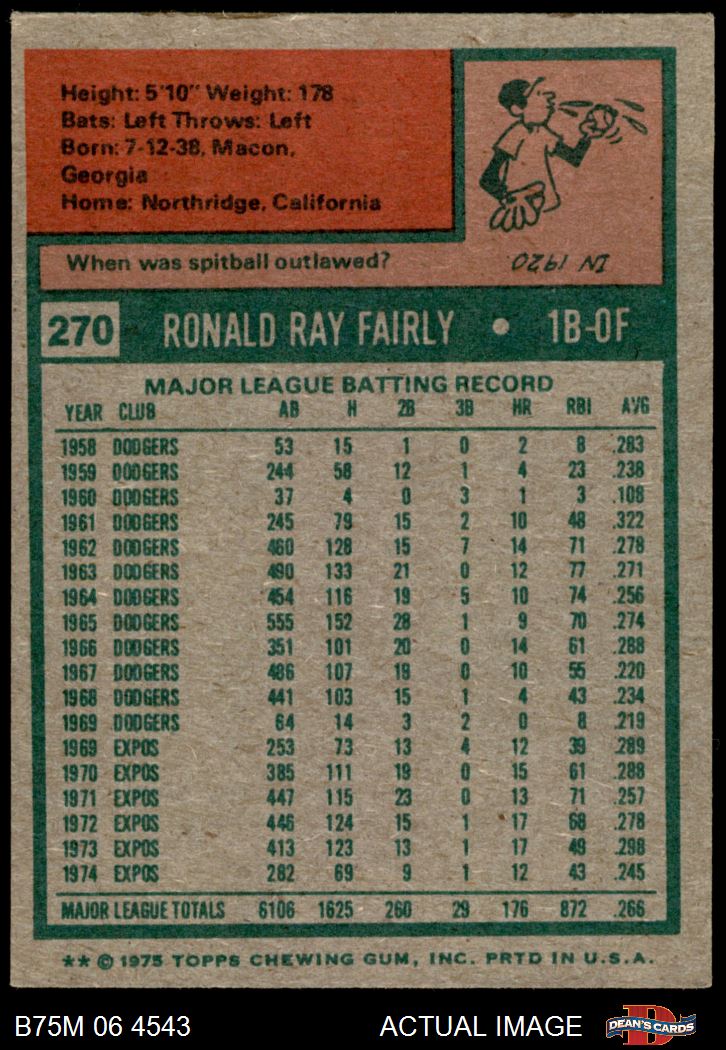 Height: 5'10" Weight: 178
Bats: Left Throws: Left
Born: 7-12-38, Macon,
Georgia
Home: Northridge, California
When was spitball outlawed?
IN 1920
270 RONALD RAY FAIRLY • 1B-OF
MAJOR LEAGUE BATTING RECORD
YEAR CLUB AB H 2B 3B HR RBI AVG
1958 DODGERS 53 15 1 0 2 8 .283
1959 DODGERS 244 58 12 1 4 23 .238
1960 DODGERS 37 4 0 3 1 3 .108
1961 DODGERS 245 79 15 2 10 48 .322
1962 DODGERS 460 128 15 7 14 71 .278
1963 DODGERS 490 133 21 0 12 77 .271
1964 DODGERS 454 116 19 5 10 74 .256
1965 DODGERS 555 152 28 1 9 70 .274
1966 DODGERS 351 101 20 0 14 61 .288
1967 DODGERS 486 107 19 0 10 55 .220
1968 DODGERS 441 103 15 1 4 43 .234
1969 DODGERS 64 14 3 2 0 8 .219
1969 EXPOS 253 73 13 4 12 39 .289
1970 EXPOS 385 111 19 0 15 61 .288
1971 EXPOS 447 115 23 0 13 71 .257
1972 EXPOS 446 124 15 1 17 68 .278
1973 EXPOS 413 123 13 1 17 49 .298
1974 EXPOS 282 69 9 1 12 43 .245
MAJOR LEAGUE TOTALS 6106 1625 260 29 176 872 .266
** © 1975 TOPPS CHEWING GUM, INC. PRTD IN U.S.A.
B75M 06 4543 ACTUAL IMAGE DEAN'S CARDS